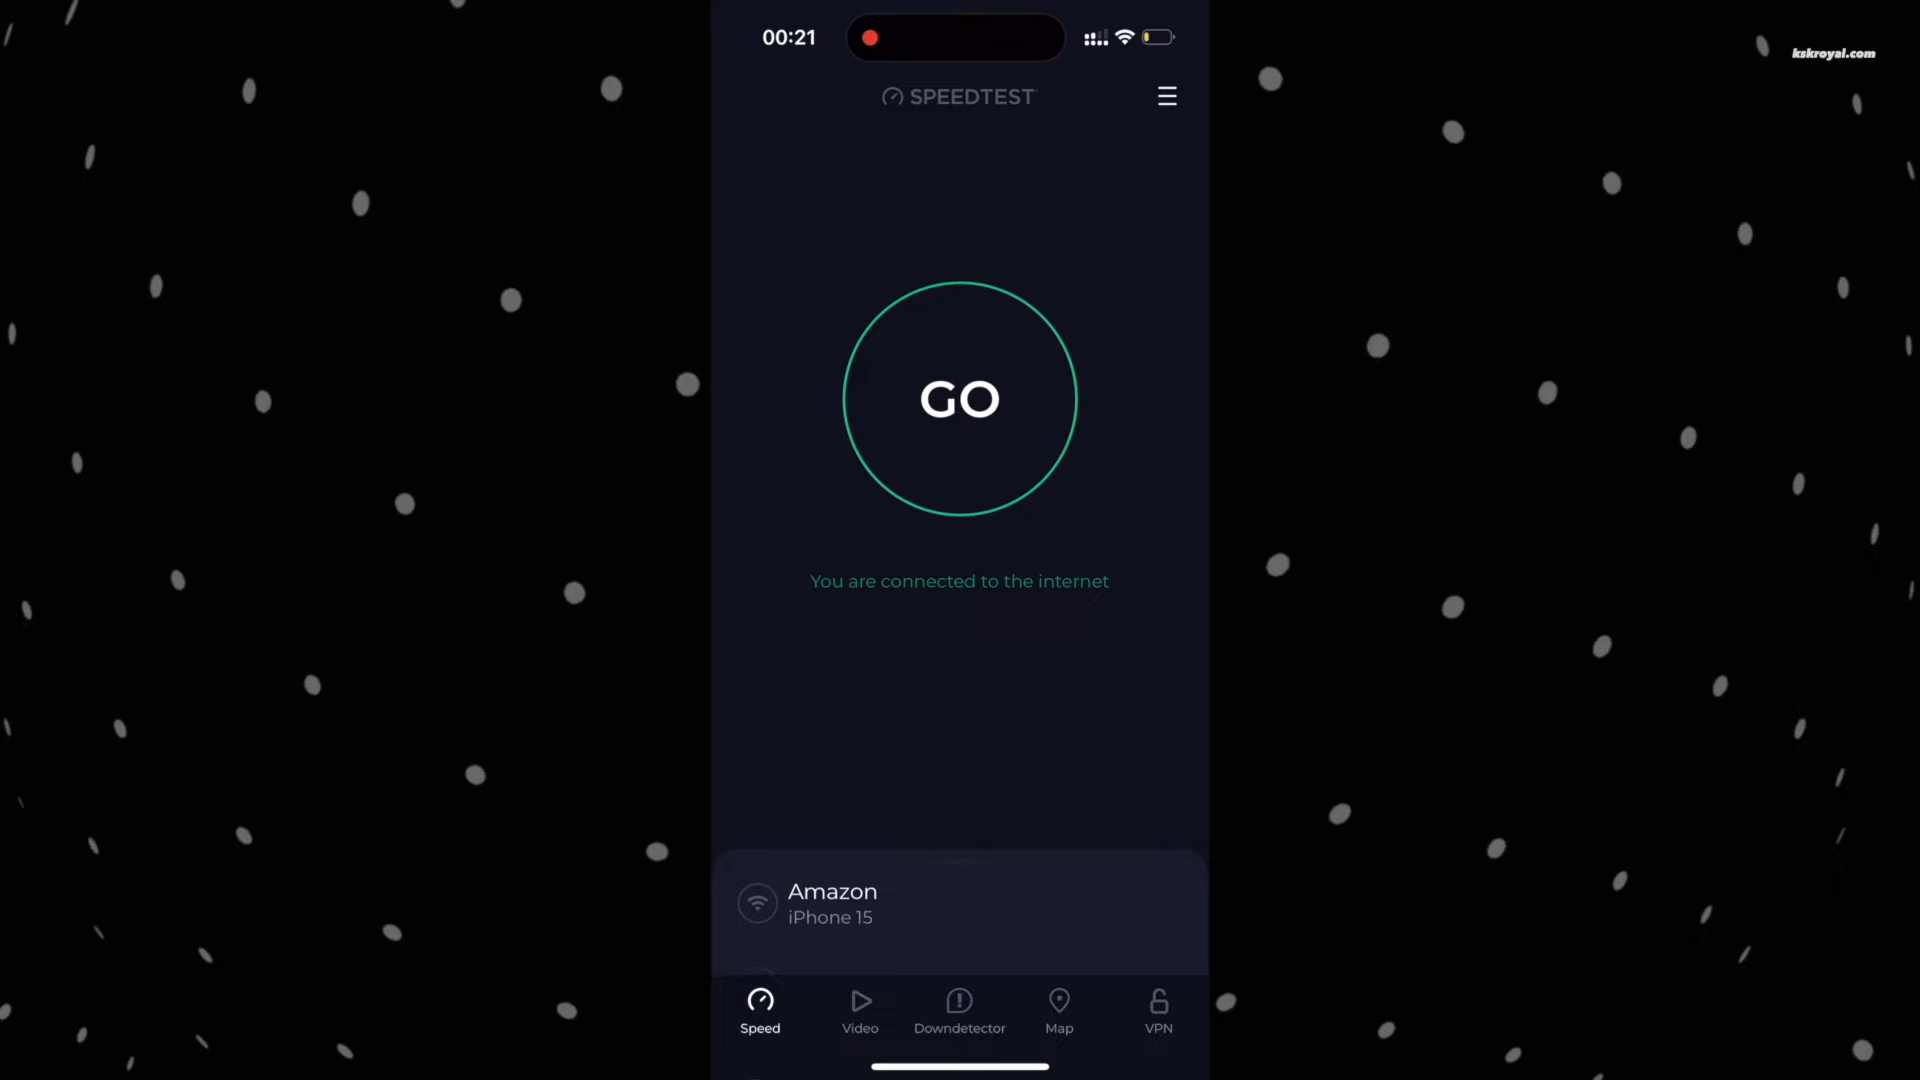 00:21
kskroyal.com
SPEEDTEST
GO
You are connected to the internet
Amazon
iPhone 15
Speed
Video
Downdetector
Map
VPN